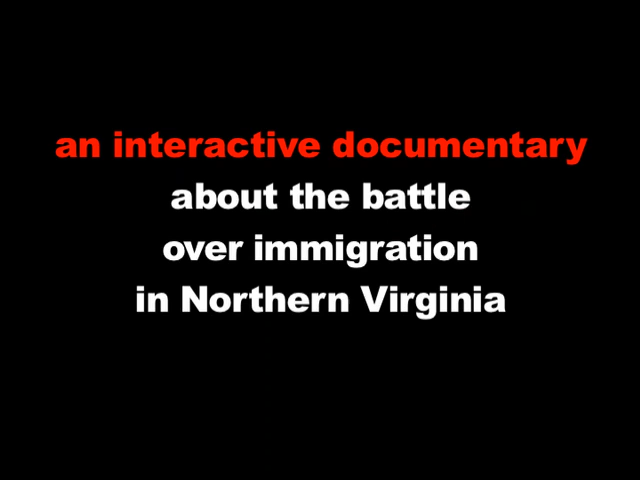 an interactive documentary
about the battle
over immigration
in Northern Virginia